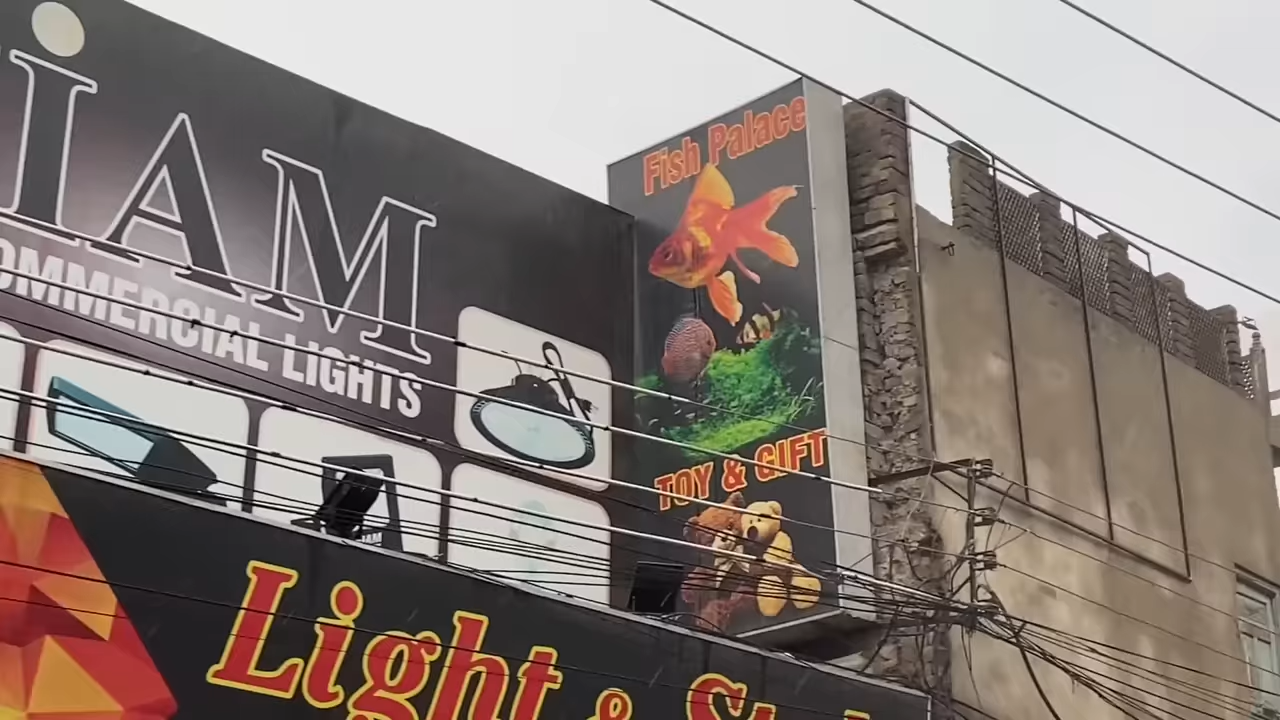 iAM
COMMERCIAL LIGHTS
Fish Palace
TOY & GIFT
Light &